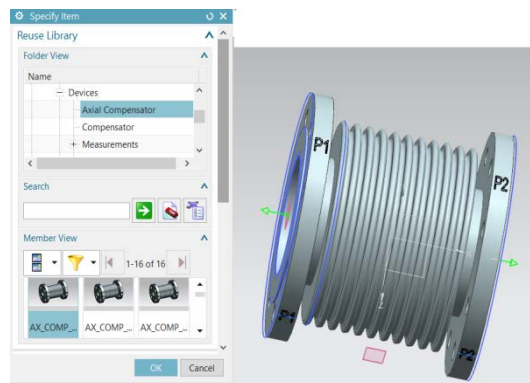 Specify Item
Reuse Library
Folder View
Name
Devices
Axial Compensator
Compensator
Measurements
Search
Member View
1-16 of 16
AX_COMP_... AX_COMP_... AX_COMP_...
OK Cancel
P1
P2
P1
P2